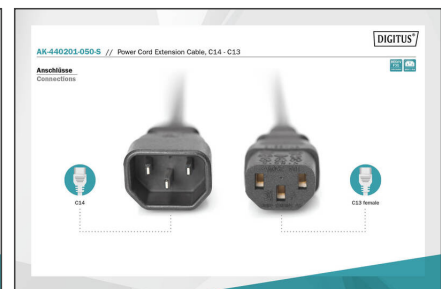 DIGITUS®
AK-440201-050-S // Power Cord Extension Cable, C14 - C13
Anschlüsse
Connections
C14
C13 female